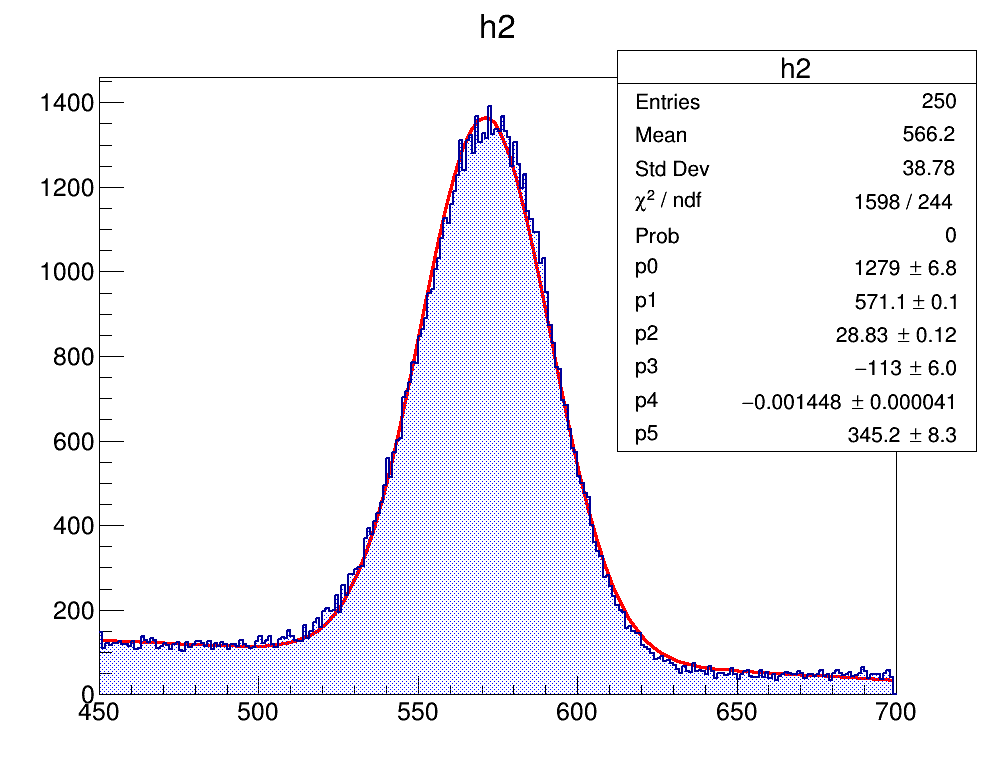 h2
h2
Entries 250
Mean 566.2
Std Dev 38.78
χ² / ndf 1598 / 244
Prob 0
p0 1279 ± 6.8
p1 571.1 ± 0.1
p2 28.83 ± 0.12
p3 −113 ± 6.0
p4 −0.001448 ± 0.000041
p5 345.2 ± 8.3
1400
1200
1000
800
600
400
200
0
450 500 550 600 650 700